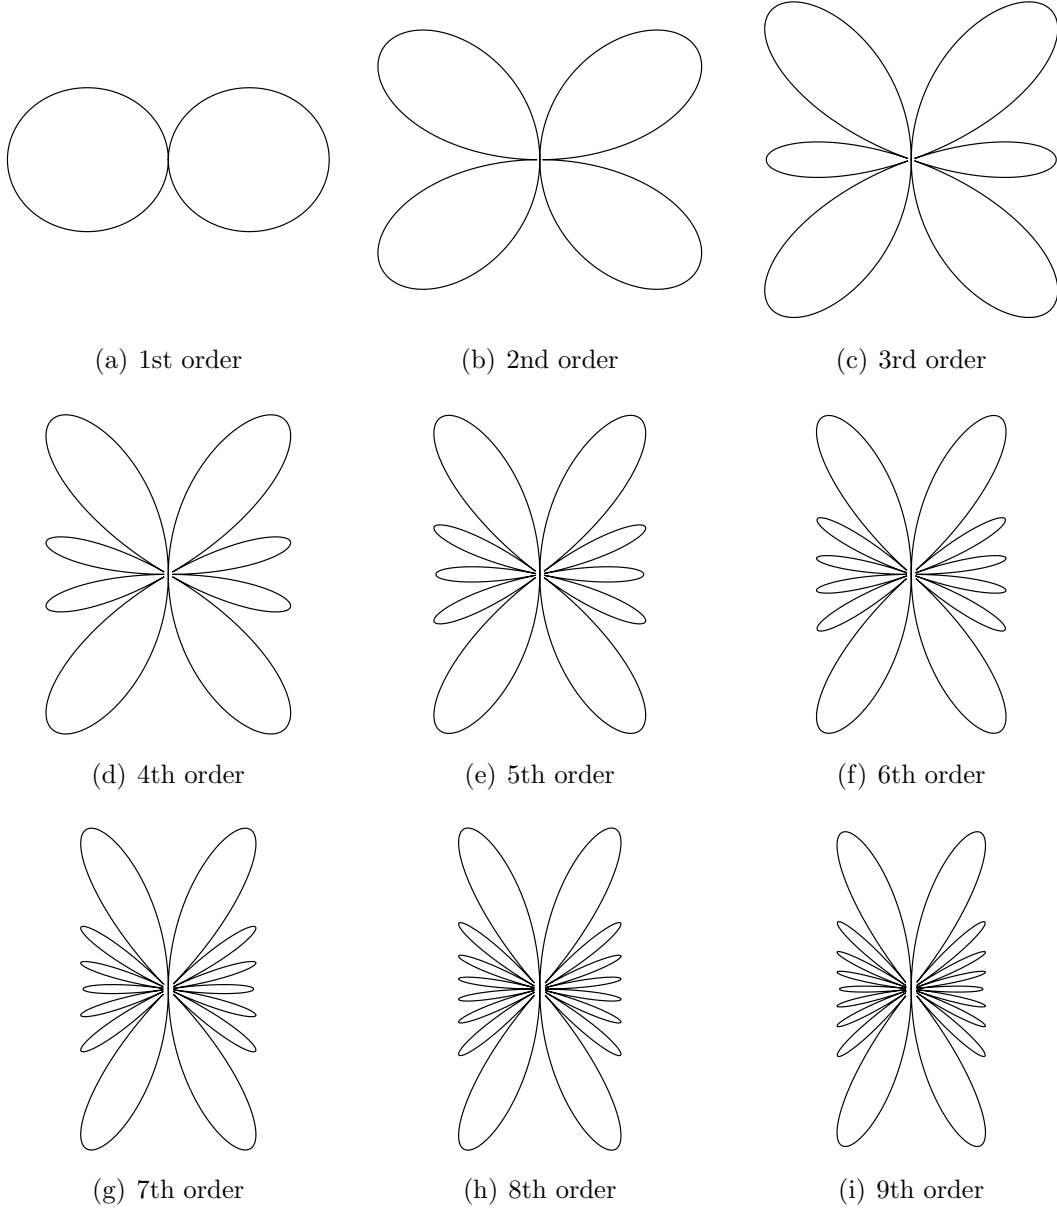 (a) 1st order
(b) 2nd order
(c) 3rd order
(d) 4th order
(e) 5th order
(f) 6th order
(g) 7th order
(h) 8th order
(i) 9th order